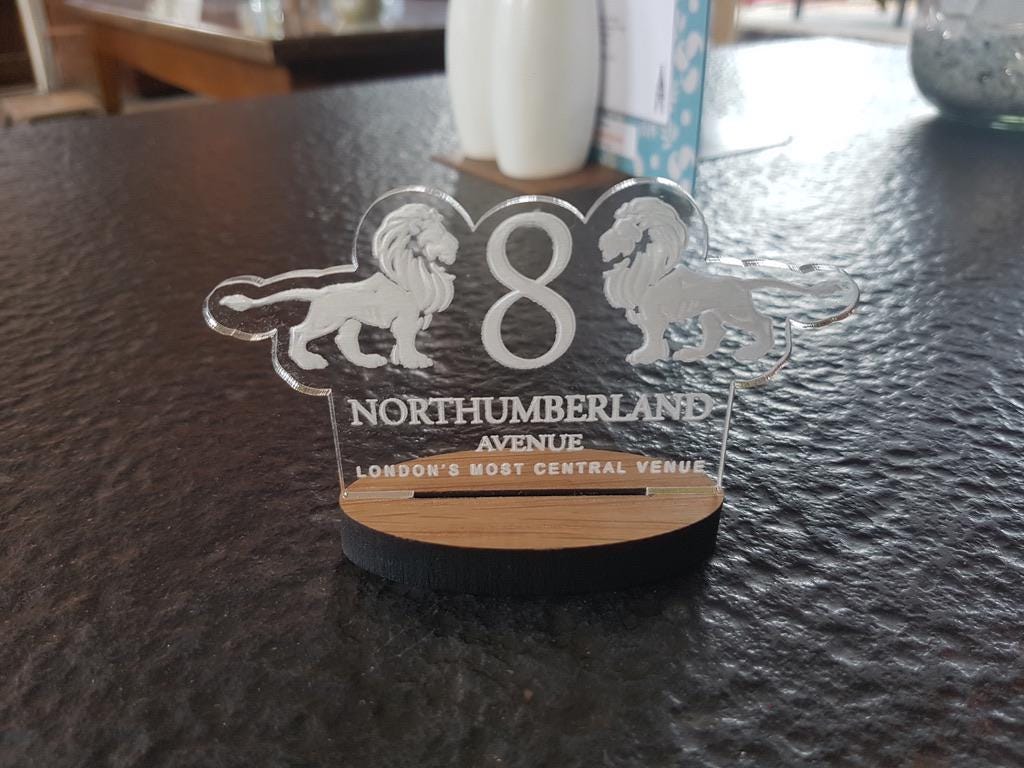 8
NORTHUMBERLAND
AVENUE
LONDON'S MOST CENTRAL VENUE